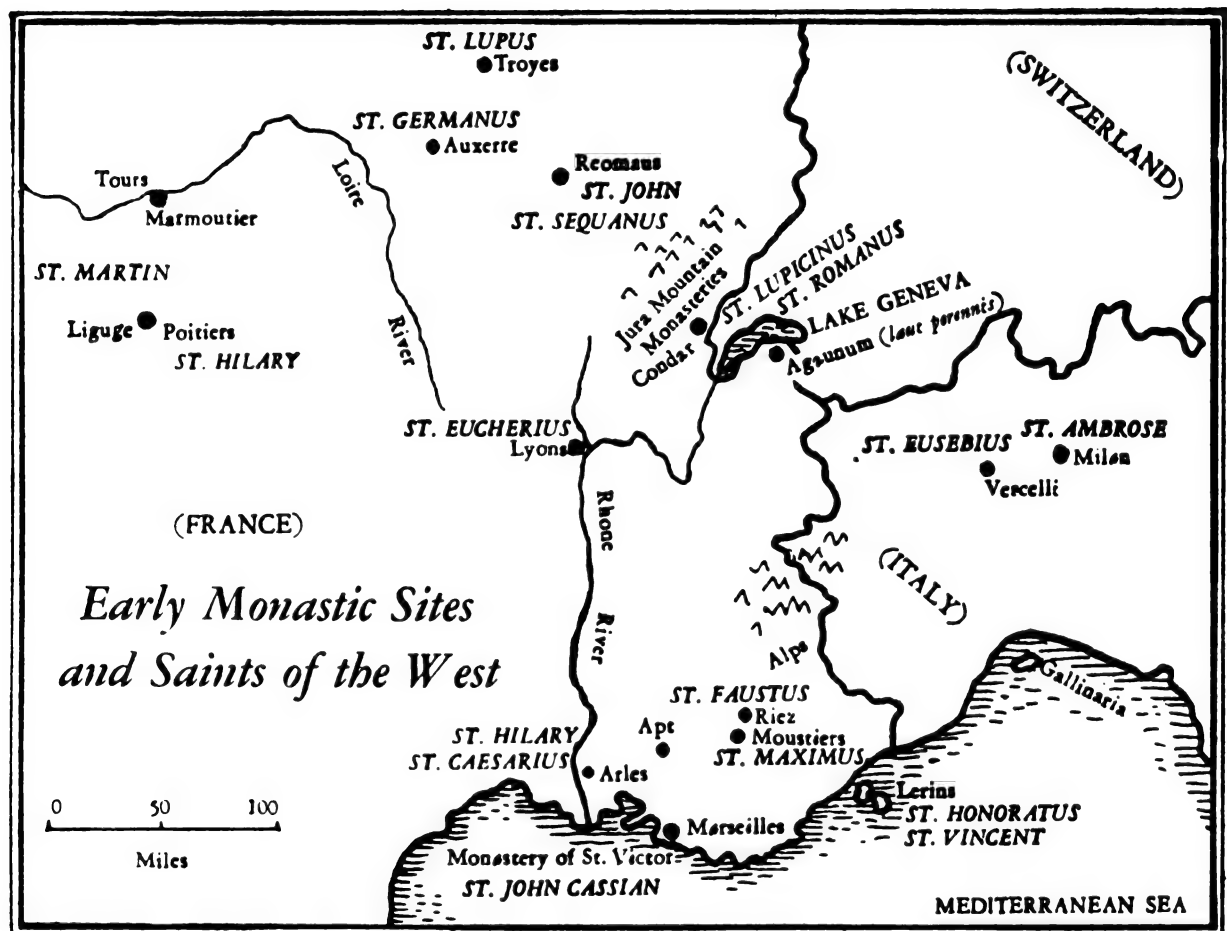 ST. LUPUS
Troyes
(SWITZERLAND)
ST. GERMANUS
Auxerre
Reomaus
ST. JOHN
ST. SEQUANUS
Tours
Marmoutier
Loire
River
ST. MARTIN
Liguge
Poitiers
ST. HILARY
Jura Mountain
Monasteries
Condar
ST. LUPICINUS
ST. ROMANUS
LAKE GENEVA
Agaunum (laut perennis)
ST. EUCHERIUS
Lyons
ST. EUSEBIUS
Vercelli
ST. AMBROSE
Milan
Rhone
River
(FRANCE)
Early Monastic Sites
and Saints of the West
(ITALY)
Alps
Gallinaria
ST. FAUSTUS
Riez
Moustiers
ST. MAXIMUS
Apt
ST. HILARY
ST. CAESARIUS
Arles
Lerins
ST. HONORATUS
ST. VINCENT
Marseilles
Monastery of St. Victor
ST. JOHN CASSIAN
0 50 100
Miles
MEDITERRANEAN SEA